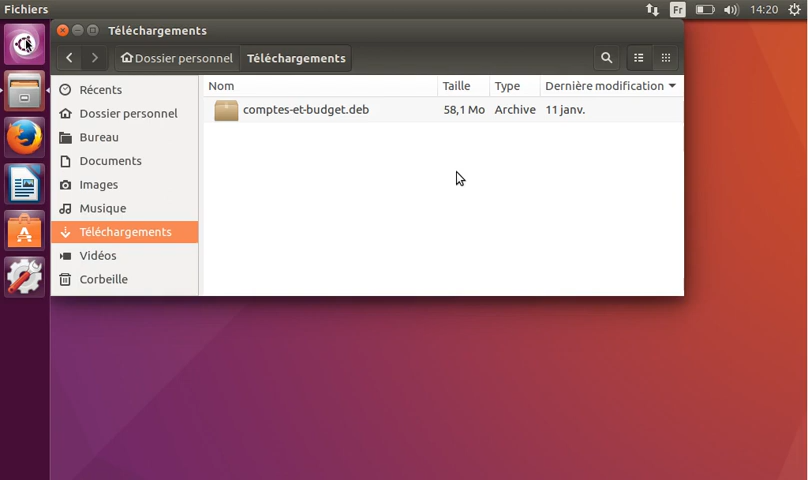 Fichiers Fr 14:20
Téléchargements
Dossier personnel Téléchargements
Nom Taille Type Dernière modification
comptes-et-budget.deb 58,1 Mo Archive 11 janv.
Récents
Dossier personnel
Bureau
Documents
Images
Musique
Téléchargements
Vidéos
Corbeille